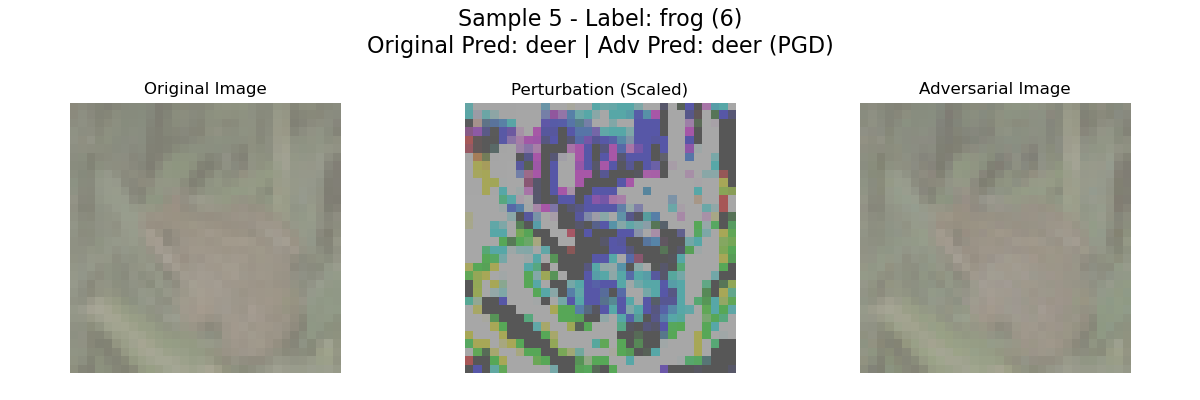 Sample 5 - Label: frog (6)
Original Pred: deer | Adv Pred: deer (PGD)
Original Image
Perturbation (Scaled)
Adversarial Image